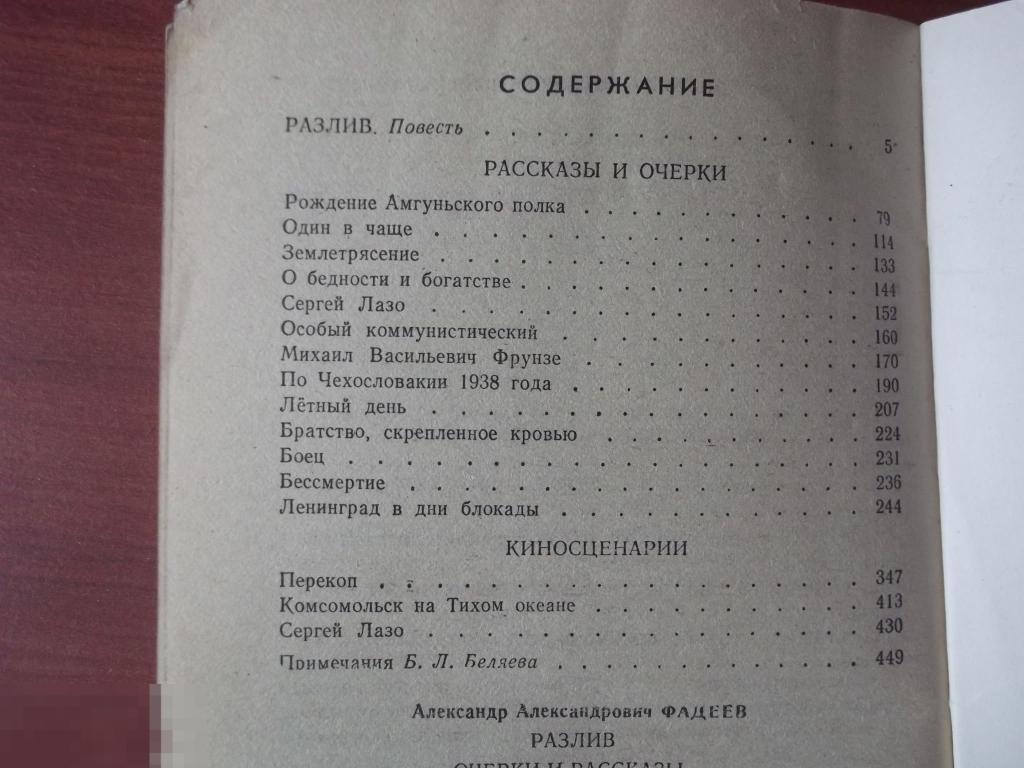 СОДЕРЖАНИЕ
РАЗЛИВ. Повесть . . . . . . . . . . . . . . 5
РАССКАЗЫ И ОЧЕРКИ
Рождение Амгуньского полка . . . . . . . . . . . . 79
Один в чаще . . . . . . . . . . . . . . . . . 114
Землетрясение . . . . . . . . . . . . . . . . . 133
О бедности и богатстве . . . . . . . . . . . . . . 144
Сергей Лазо . . . . . . . . . . . . . . . . . 152
Особый коммунистический . . . . . . . . . . . . . 160
Михаил Васильевич Фрунзе . . . . . . . . . . . . 170
По Чехословакии 1938 года . . . . . . . . . . . . 190
Лётный день . . . . . . . . . . . . . . . . . 207
Братство, скрепленное кровью . . . . . . . . . . . 224
Боец . . . . . . . . . . . . . . . . . . . . 231
Бессмертие . . . . . . . . . . . . . . . . . . 236
Ленинград в дни блокады . . . . . . . . . . . . . 244
КИНОСЦЕНАРИИ
Перекоп . . . . . . . . . . . . . . . . . . . 347
Комсомольск на Тихом океане . . . . . . . . . . . 413
Сергей Лазо . . . . . . . . . . . . . . . . . 430
Примечания Б. Л. Беляева . . . . . . . . . . . . . 449
Александр Александрович ФАДЕЕВ
РАЗЛИВ
ОЧЕРКИ И РАССКАЗЫ